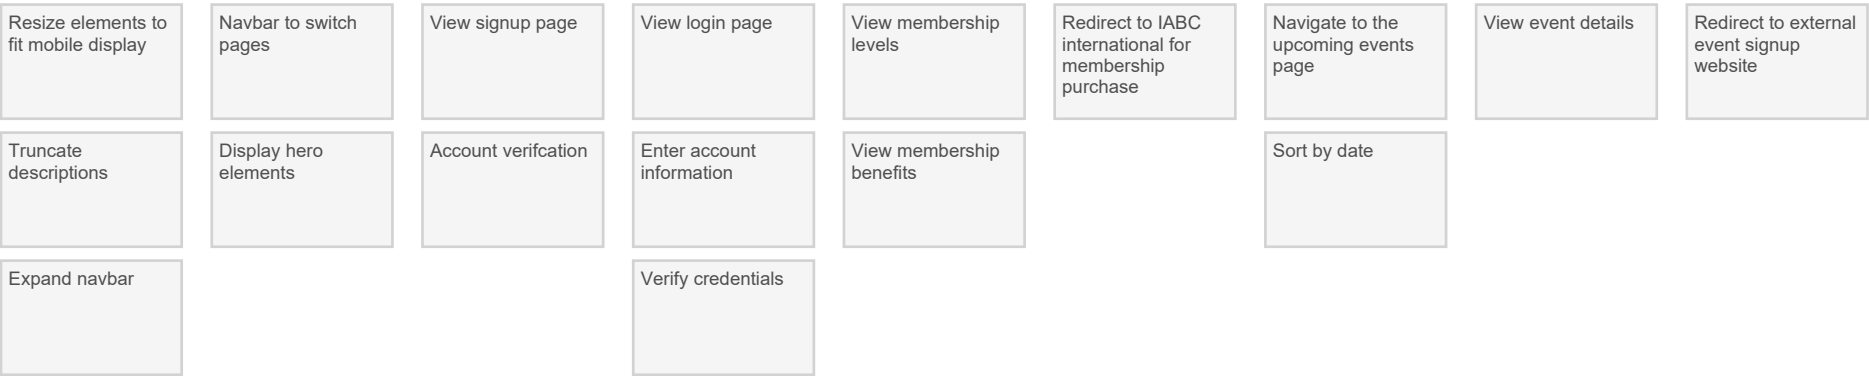 Resize elements to
fit mobile display
Navbar to switch
pages
View signup page
View login page
View membership
levels
Redirect to IABC
international for
membership
purchase
Navigate to the
upcoming events
page
View event details
Redirect to external
event signup
website
Truncate
descriptions
Display hero
elements
Account verifcation
Enter account
information
View membership
benefits
Sort by date
Expand navbar
Verify credentials